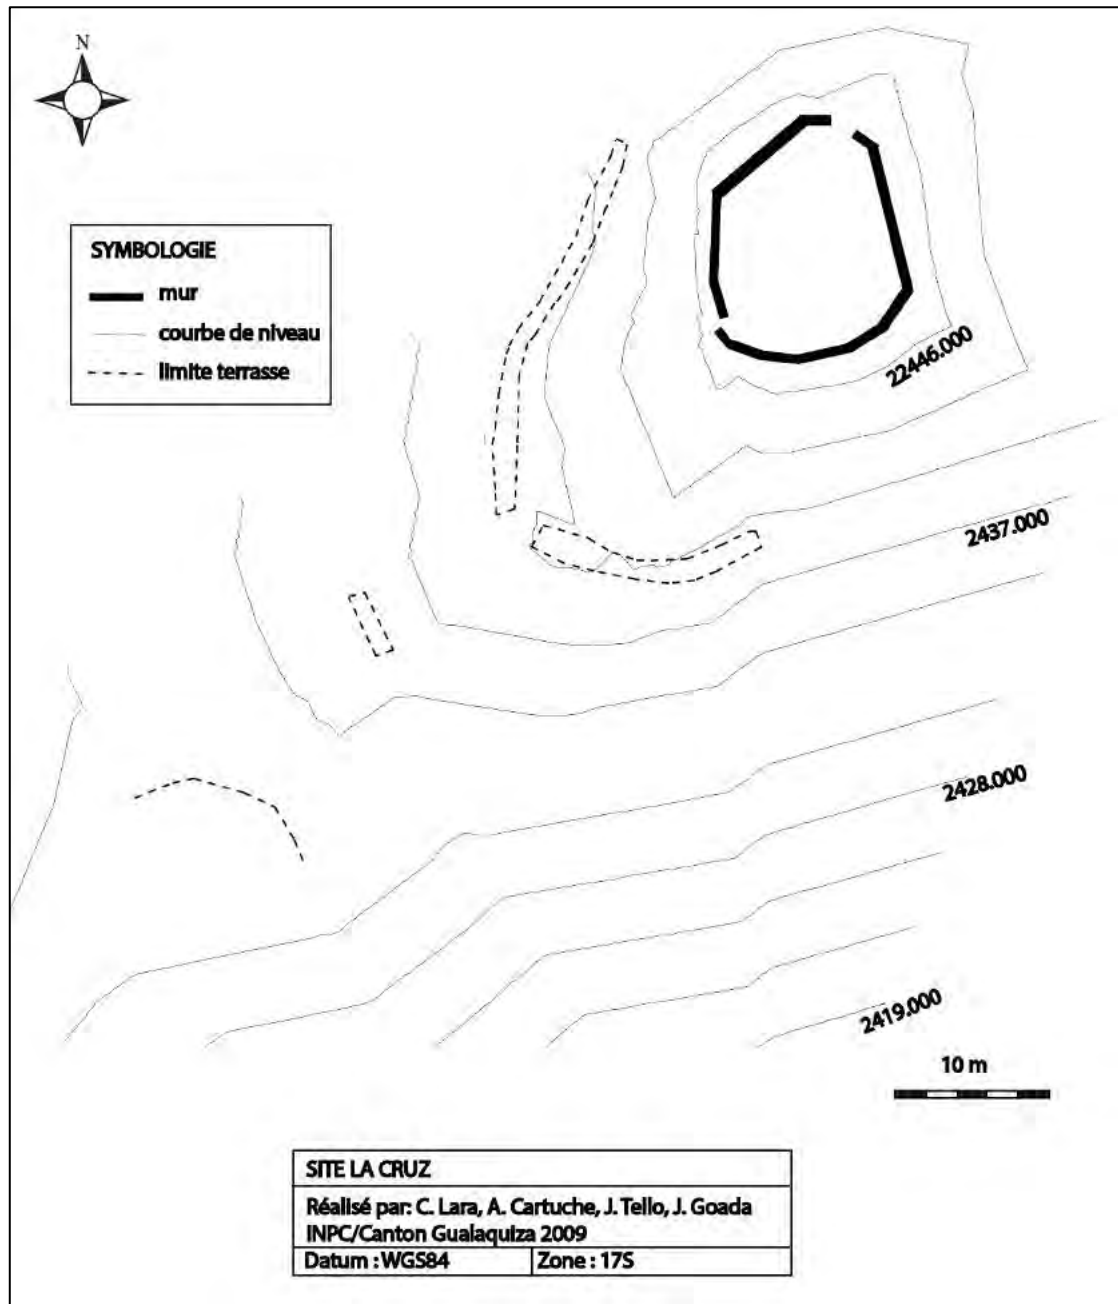 N
SYMBOLOGIE
mur
courbe de niveau
limite terrasse
22446.000
2437.000
2428.000
2419.000
10 m
SITE LA CRUZ
Réalisé par: C. Lara, A. Cartuche, J. Tello, J. Goada
INPC/Canton Gualaquiza 2009
Datum : WGS84 Zone : 17S